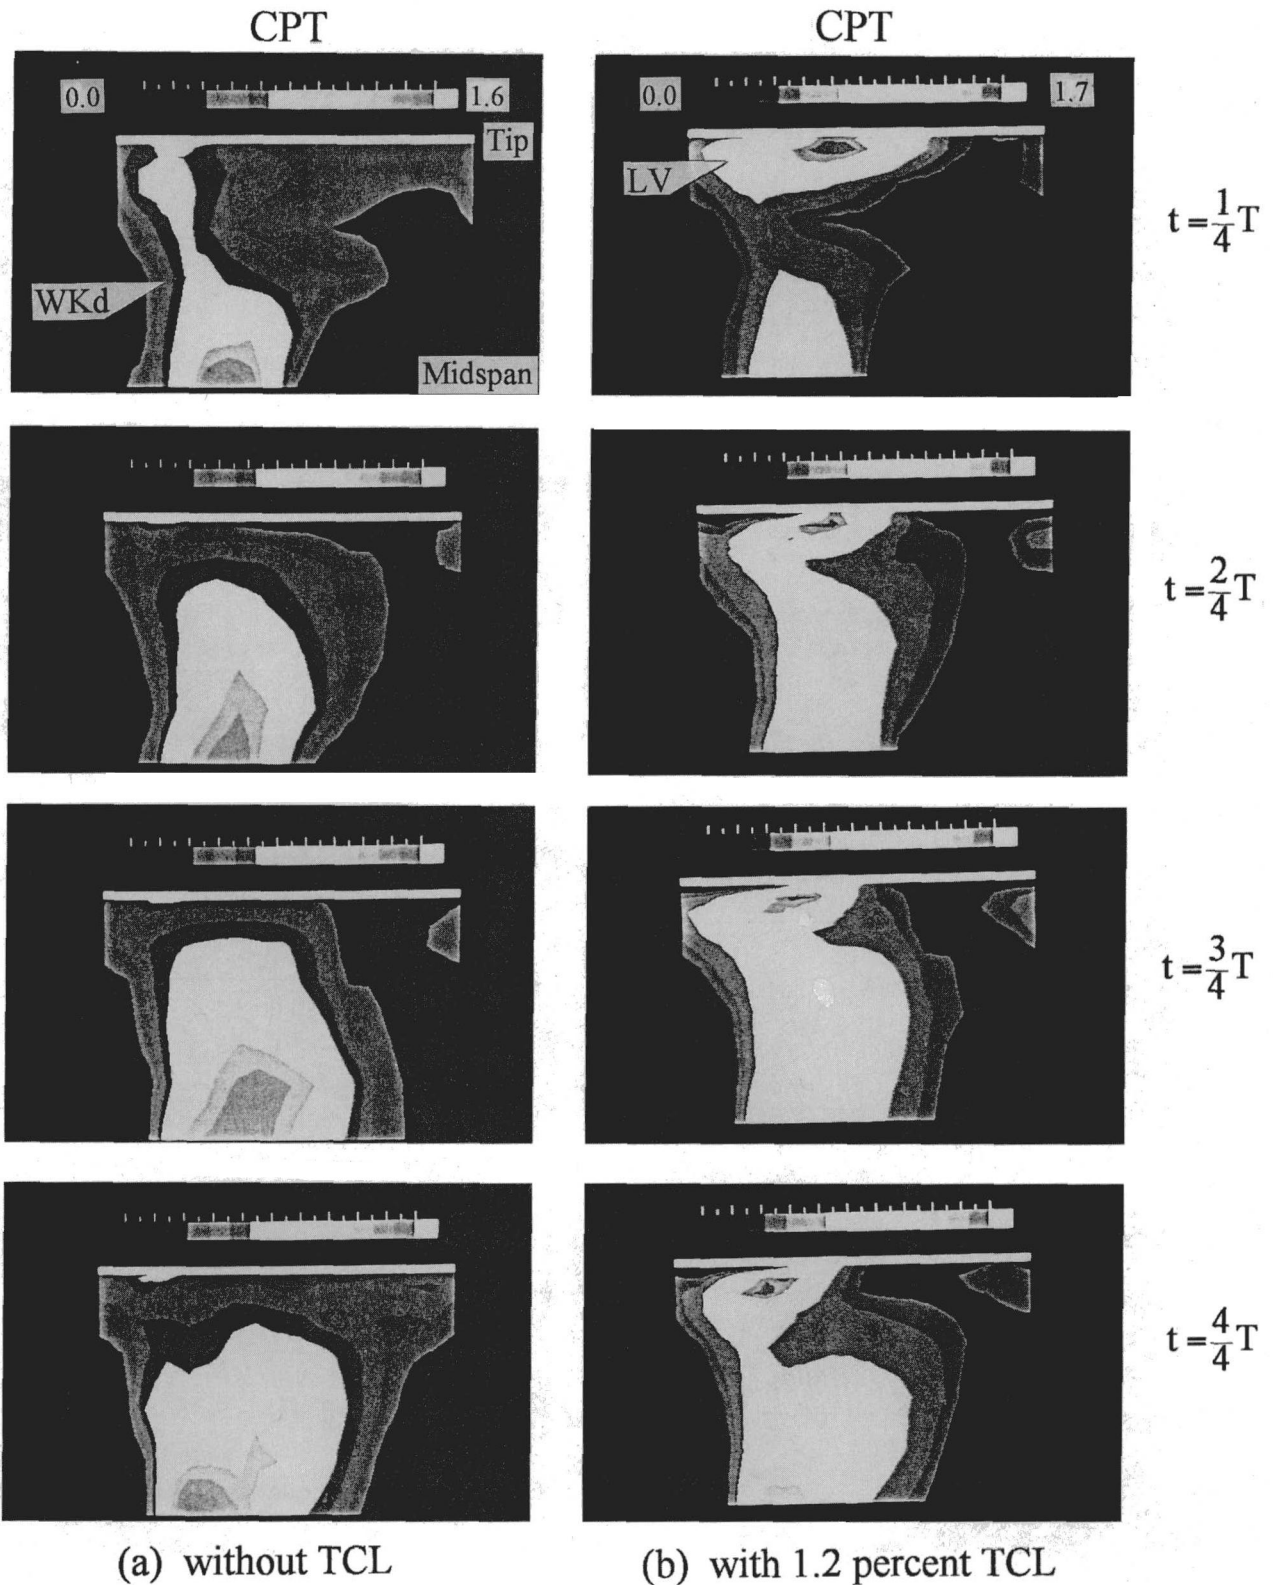 CPT
CPT
0.0
1.6
Tip
WKd
Midspan
0.0
1.7
LV
t = 1/4 T
t = 2/4 T
t = 3/4 T
t = 4/4 T
(a) without TCL
(b) with 1.2 percent TCL